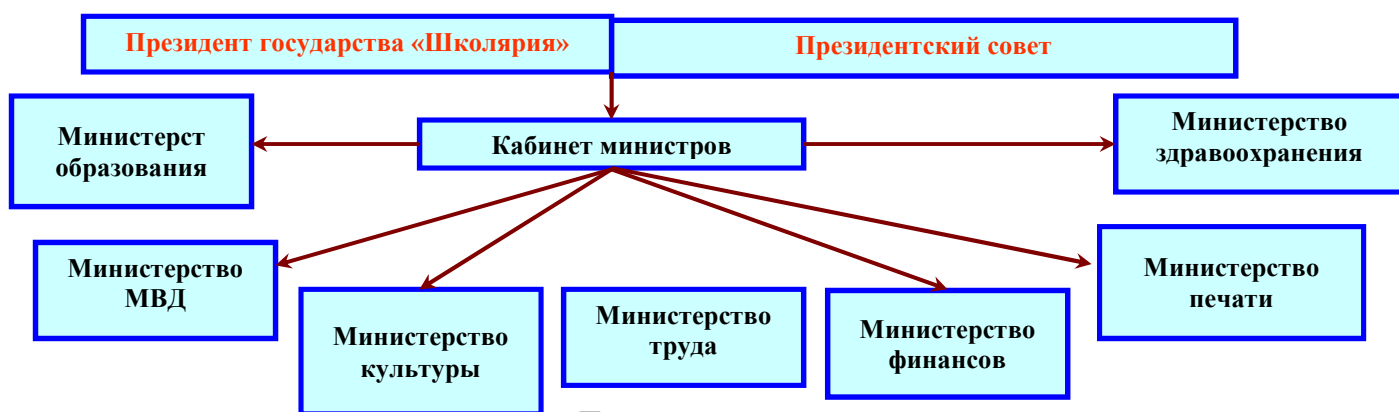 Президент государства «Школярия»
Президентский совет
Министерст
образования
Кабинет министров
Министерство
здравоохранения
Министерство
МВД
Министерство
культуры
Министерство
труда
Министерство
финансов
Министерство
печати